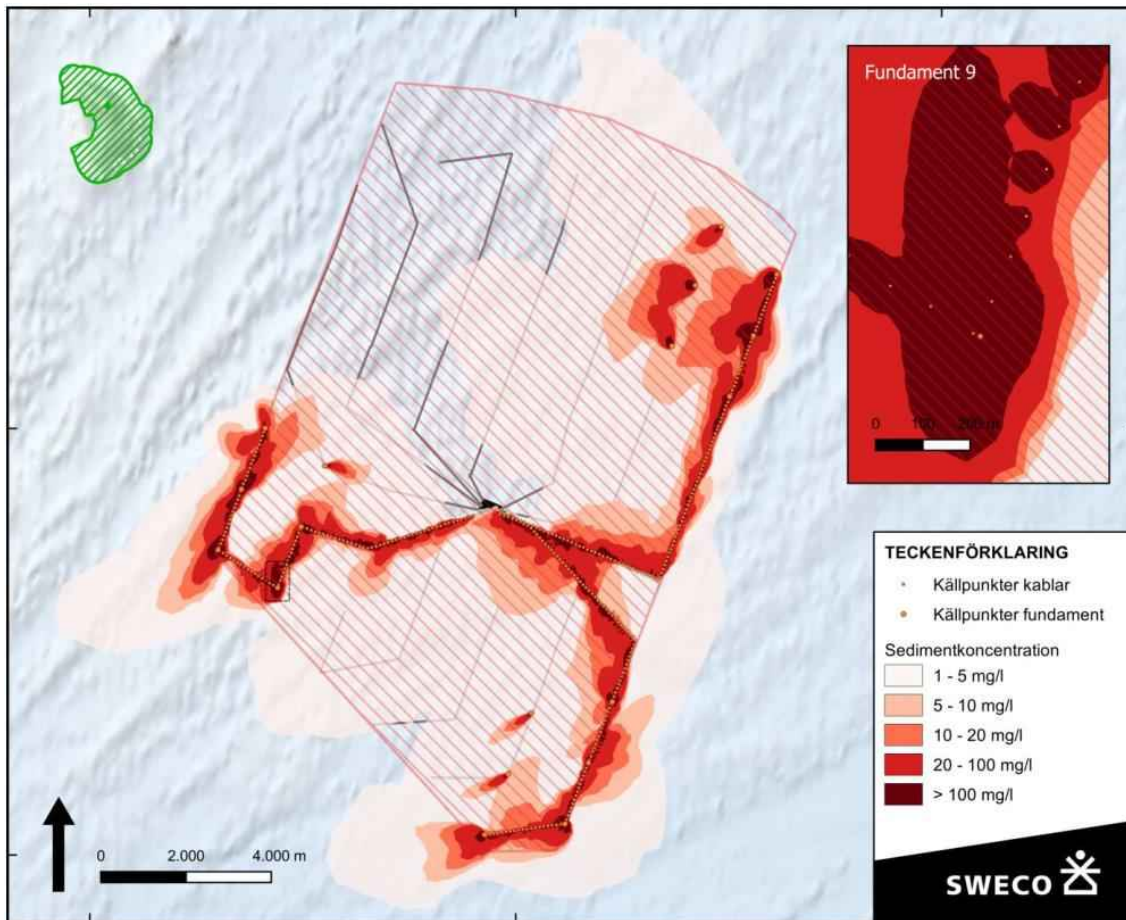 Fundament 9
0 100 200 m
TECKENFÖRKLARING
Källpunkter kablar
Källpunkter fundament
Sedimentkoncentration
1 - 5 mg/l
5 - 10 mg/l
10 - 20 mg/l
20 - 100 mg/l
> 100 mg/l
0 2.000 4.000 m
SWECO